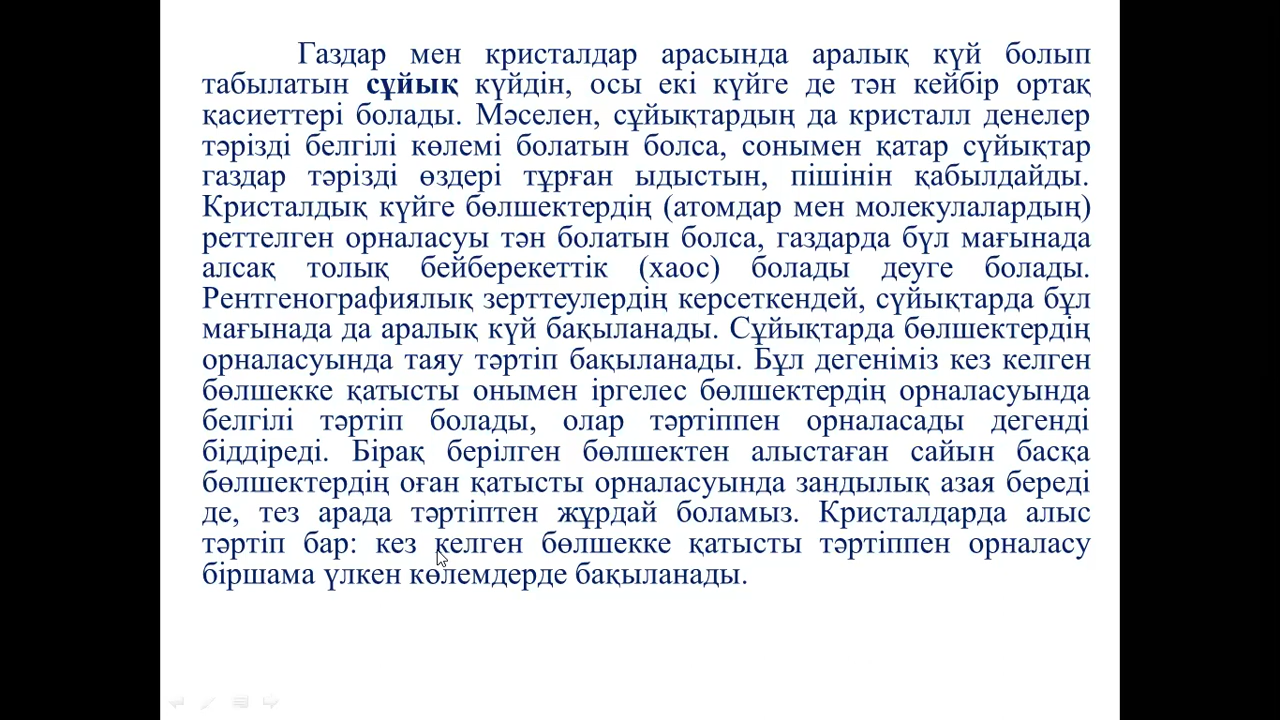 Газдар мен кристалдар арасында аралық күй болып
табылатын сұйық күйдін, осы екі күйге де тән кейбір ортақ
қасиеттері болады. Мәселен, сұйықтардың да кристалл денелер
тәрізді белгілі көлемі болатын болса, сонымен қатар сүйықтар
газдар тәрізді өздері тұрған ыдыстын, пішінін қабылдайды.
Кристалдық күйге бөлшектердің (атомдар мен молекулалардың)
реттелген орналасуы тән болатын болса, газдарда бүл мағынада
алсақ толық бейберекеттік (хаос) болады деуге болады.
Рентгенографиялық зерттеулердің керсеткендей, сүйықтарда бұл
мағынада да аралық күй бақыланады. Сұйықтарда бөлшектердің
орналасуында таяу тәртіп бақыланады. Бұл дегеніміз кез келген
бөлшекке қатысты онымен іргелес бөлшектердің орналасуында
белгілі тәртіп болады, олар тәртіппен орналасады дегенді
біддіреді. Бірақ берілген бөлшектен алыстаған сайын басқа
бөлшектердің оған қатысты орналасуында зандылық азая береді
де, тез арада тәртіптен жұрдай боламыз. Кристалдарда алыс
тәртіп бар: кез келген бөлшекке қатысты тәртіппен орналасу
біршама үлкен көлемдерде бақыланады.